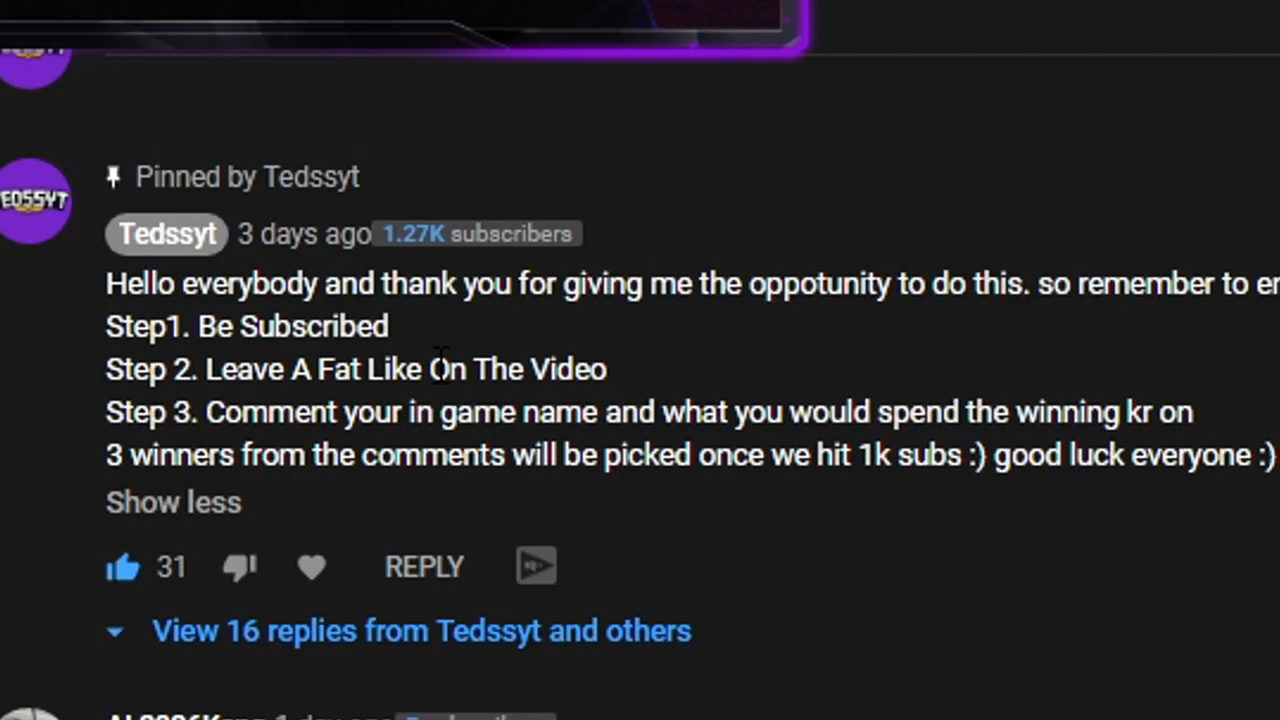 Pinned by Tedssyt
TEDSSYT
Tedssyt 3 days ago 1.27K subscribers
Hello everybody and thank you for giving me the oppotunity to do this. so remember to
Step1. Be Subscribed
Step 2. Leave A Fat Like On The Video
Step 3. Comment your in game name and what you would spend the winning kr on
3 winners from the comments will be picked once we hit 1k subs :) good luck everyone :)
Show less
31 REPLY
View 16 replies from Tedssyt and others